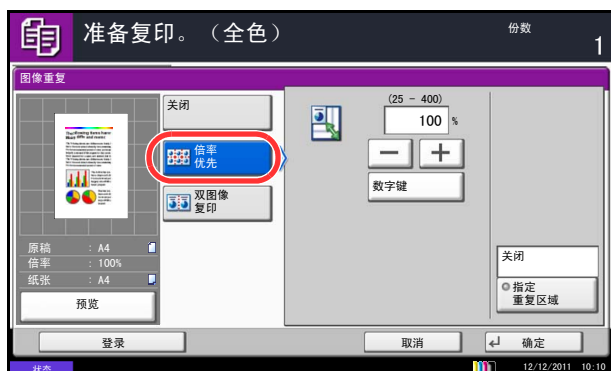 准备复印。（全色）
份数
1
图像重复
关闭
倍率
优先
双图像
复印
(25 - 400)
100 %
数字键
原稿 : A4
倍率 : 100%
纸张 : A4
预览
关闭
指定
重复区域
登录
取消
确定
状态
12/12/2011 10:10